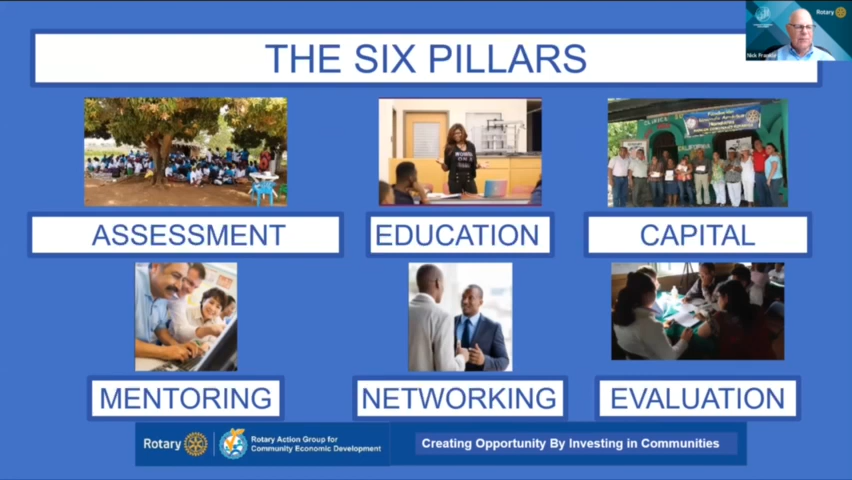 THE SIX PILLARS
Rotary
ASSESSMENT
EDUCATION
CAPITAL
MENTORING
NETWORKING
EVALUATION
Rotary
Rotary Action Group for
Community Economic Development
Creating Opportunity By Investing in Communities